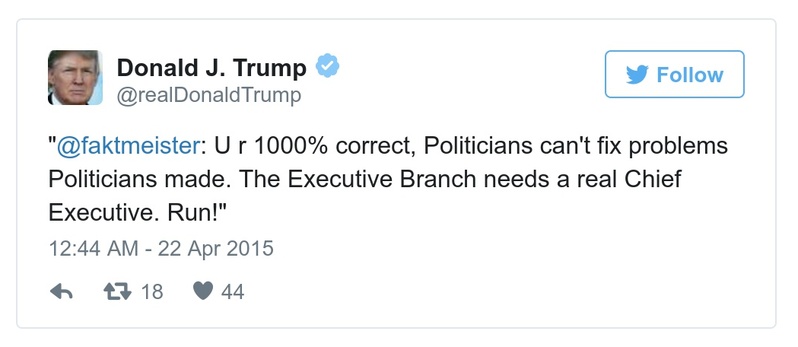 Donald J. Trump
@realDonaldTrump
Follow
"@faktmeister: U r 1000% correct, Politicians can't fix problems
Politicians made. The Executive Branch needs a real Chief
Executive. Run!"
12:44 AM - 22 Apr 2015
18 44